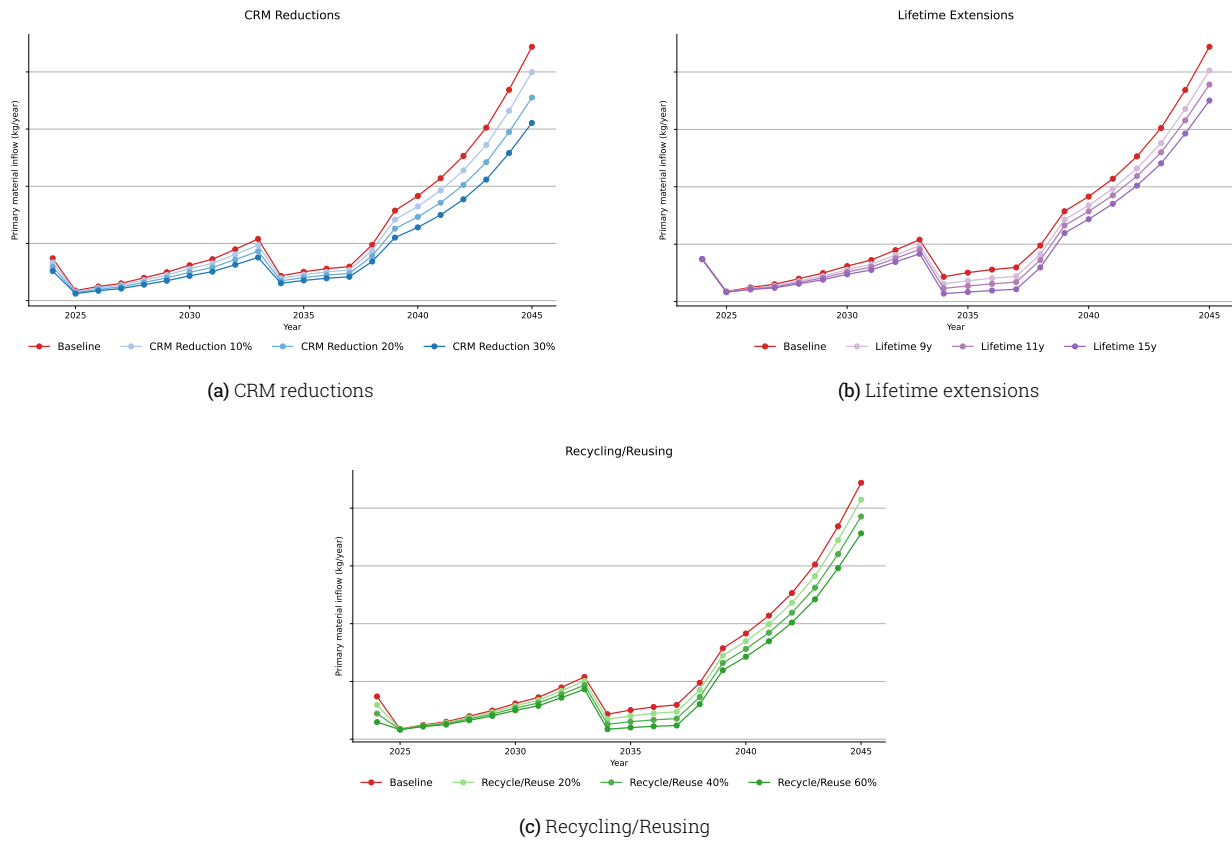 CRM Reductions
Primary material inflow (kg/year)
2025 2030 2035 2040 2045
Year
Baseline CRM Reduction 10% CRM Reduction 20% CRM Reduction 30%
(a) CRM reductions
Lifetime Extensions
Primary material inflow (kg/year)
2025 2030 2035 2040 2045
Year
Baseline Lifetime 9y Lifetime 11y Lifetime 15y
(b) Lifetime extensions
Recycling/Reusing
Primary material inflow (kg/year)
2025 2030 2035 2040 2045
Year
Baseline Recycle/Reuse 20% Recycle/Reuse 40% Recycle/Reuse 60%
(c) Recycling/Reusing